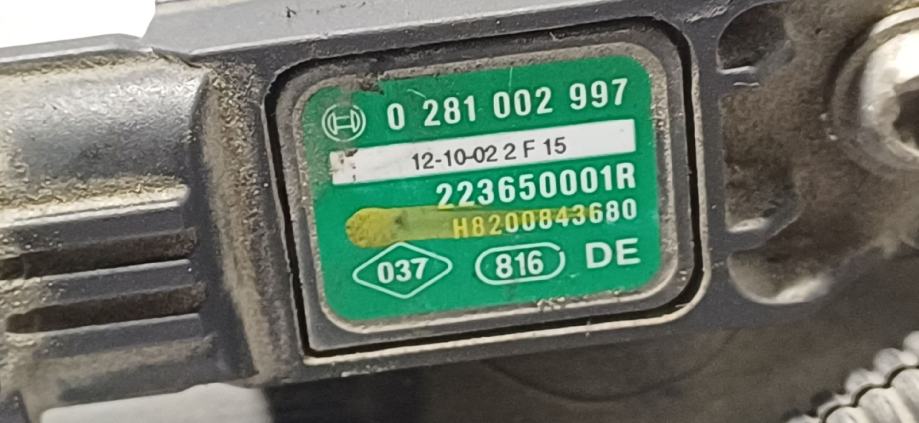 0 281 002 997
12-10-02 2 F 15
223650001R
H8200843680
037 816 DE